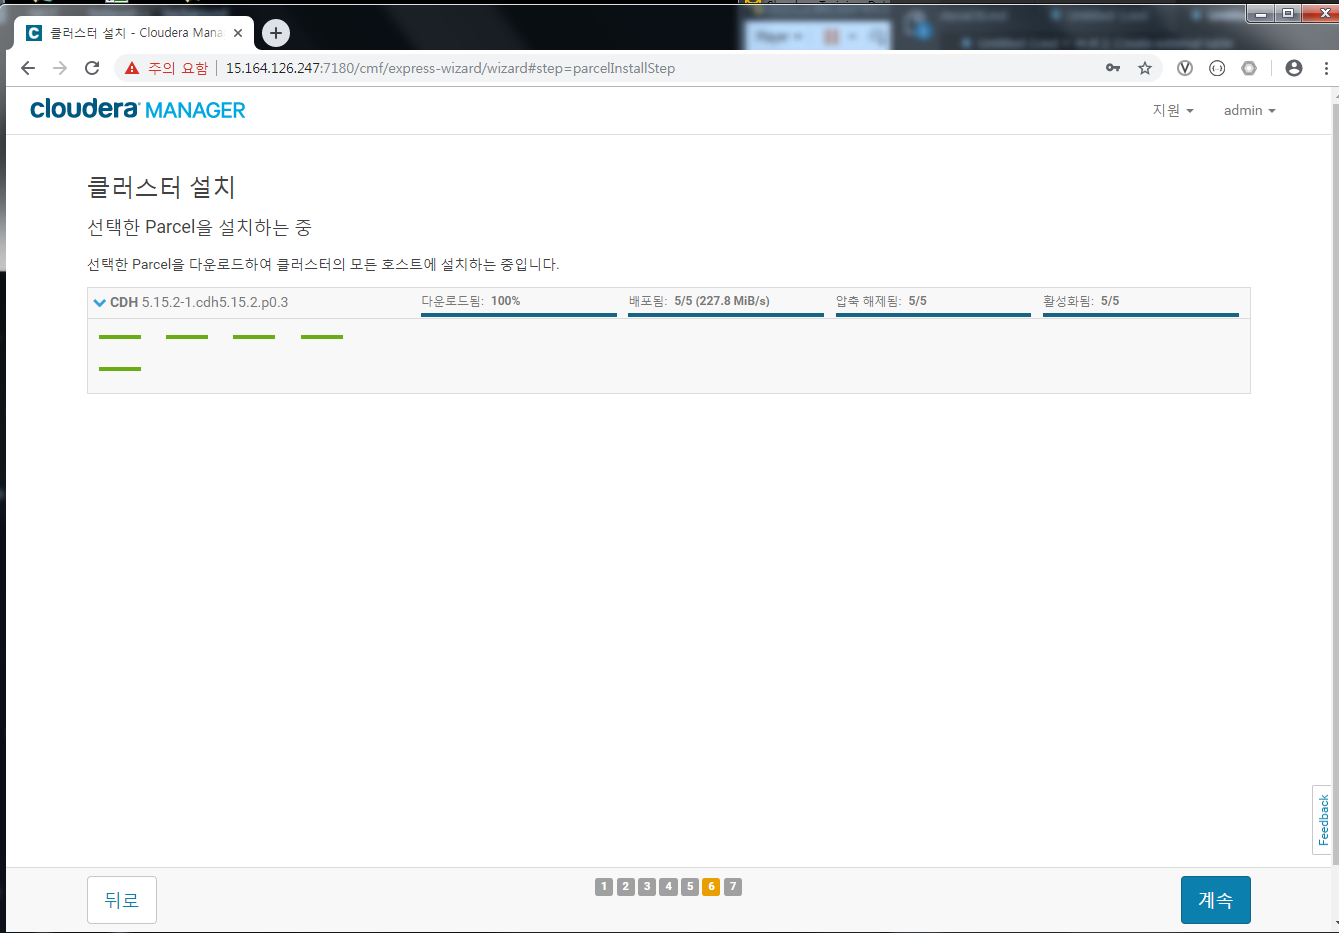 클러스터 설치 - Cloudera Mana
주의 요함 15.164.126.247:7180/cmf/express-wizard/wizard#step=parcelInstallStep
cloudera MANAGER
지원
admin
클러스터 설치
선택한 Parcel을 설치하는 중
선택한 Parcel을 다운로드하여 클러스터의 모든 호스트에 설치하는 중입니다.
CDH 5.15.2-1.cdh5.15.2.p0.3 다운로드됨: 100% 배포됨: 5/5 (227.8 MiB/s) 압축 해제됨: 5/5 활성화됨: 5/5
Feedback
뒤로 1 2 3 4 5 6 7 계속